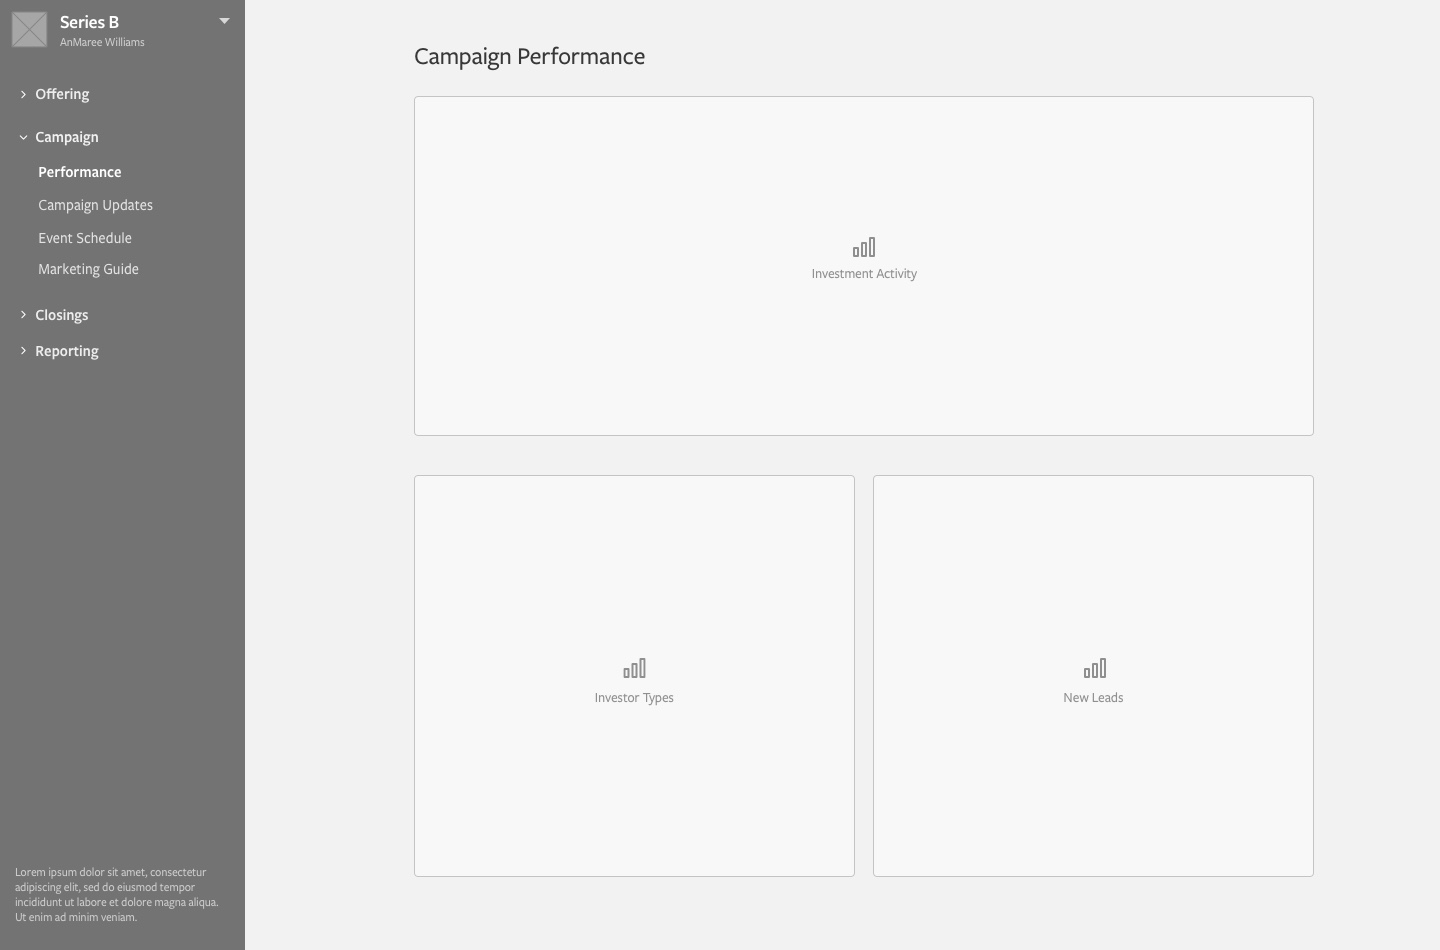 Series B
AnMaree Williams
Offering
Campaign
Performance
Campaign Updates
Event Schedule
Marketing Guide
Closings
Reporting
Lorem ipsum dolor sit amet, consectetur
adipiscing elit, sed do eiusmod tempor
incididunt ut labore et dolore magna aliqua.
Ut enim ad minim veniam.
Campaign Performance
Investment Activity
Investor Types
New Leads